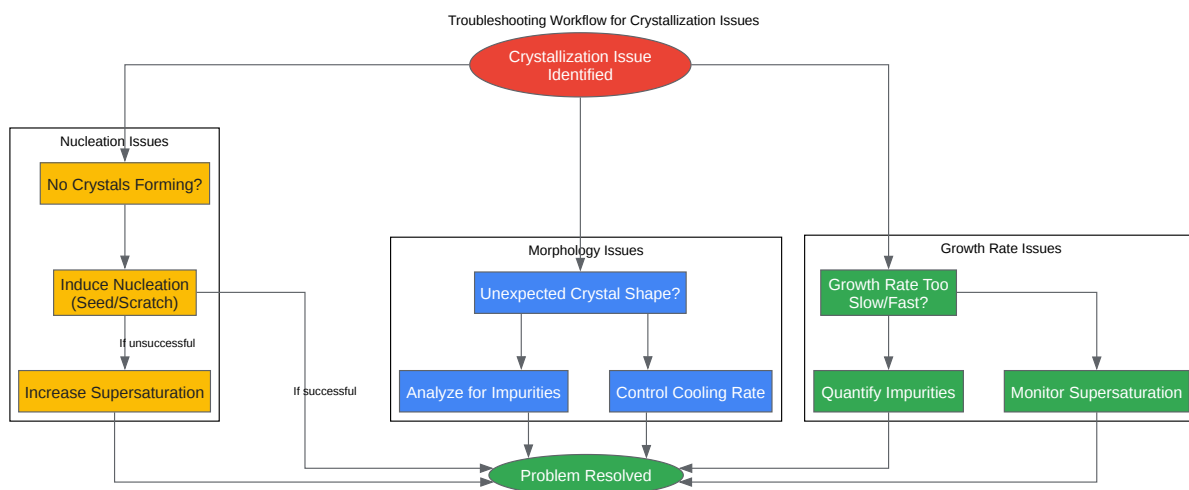 Troubleshooting Workflow for Crystallization Issues
Crystallization Issue
Identified
Nucleation Issues
No Crystals Forming?
Induce Nucleation
(Seed/Scratch)
If unsuccessful
Increase Supersaturation
If successful
Morphology Issues
Unexpected Crystal Shape?
Analyze for Impurities
Control Cooling Rate
Growth Rate Issues
Growth Rate Too
Slow/Fast?
Quantify Impurities
Monitor Supersaturation
Problem Resolved